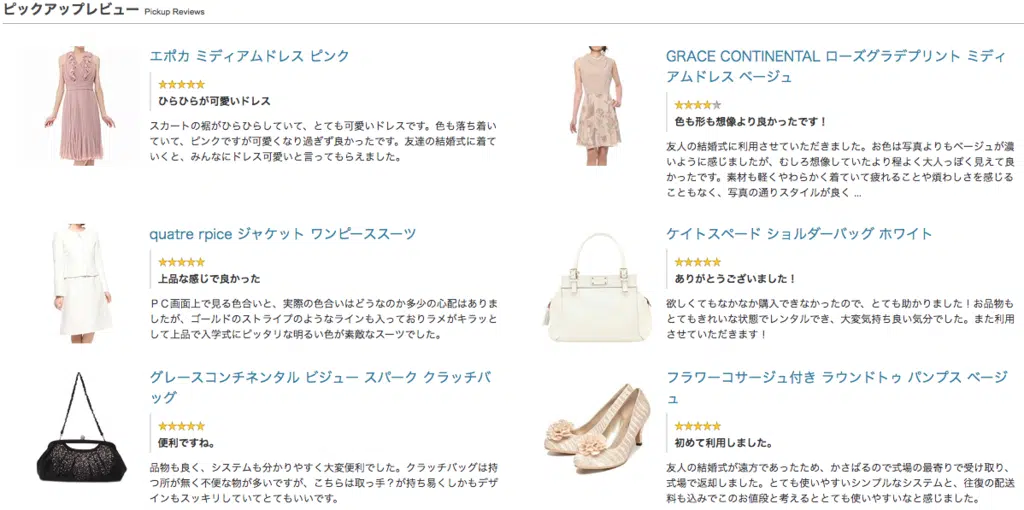 ピックアップレビュー Pickup Reviews
エポカ ミディアムドレス ピンク
★★★★★
ひらひらが可愛いドレス
スカートの裾がひらひらしていて、とても可愛いドレスです。色も落ち着い
ていて、ピンクですが可愛くなり過ぎず良かったです。友達の結婚式に着て
いくと、みんなにドレス可愛いと言ってもらえました。
GRACE CONTINENTAL ローズグラデプリント ミディ
アムドレス ベージュ
★★★★★
色も形も想像より良かったです！
友人の結婚式に利用させていただきました。お色は写真よりもベージュが濃
いように感じましたが、むしろ想像していたより程よく大人っぽく見えて良
かったです。素材も軽くやわらかく着ていて疲れることや煩わしさを感じる
こともなく、写真の通りスタイルが良く ...
quatre rpice ジャケット ワンピーススーツ
★★★★★
上品な感じで良かった
ＰＣ画面上で見る色合いと、実際の色合いはどうなのか多少の心配はありま
したが、ゴールドのストライプのようなラインも入っておりラメがキラッと
して上品で入学式にピッタリな明るい色が素敵なスーツでした。
ケイトスペード ショルダーバッグ ホワイト
★★★★★
ありがとうございました！
欲しくてもなかなか購入できなかったので、とても助かりました！お品物も
とてもきれいな状態でレンタルでき、大変気持ち良い気分でした。また利用
させていただきます！
グレースコンチネンタル ビジュー スパーク クラッチバ
ッグ
★★★★★
便利ですね。
品物も良く、システムも分かりやすく大変便利でした。クラッチバッグは持
つ所が無く不便な物が多いですが、こちらは取っ手？が持ち易くしかもデザ
インもスッキリしていてとてもいいです。
フラワーコサージュ付き ラウンドトゥ パンプス ベージ
ュ
★★★★★
初めて利用しました。
友人の結婚式が遠方であったため、かさばるので式場の最寄りで受け取り、
式場で返却しました。とても使いやすいシンプルなシステムと、往復の配送
料も込みでこのお値段と考えるととても使いやすいなと感じました。